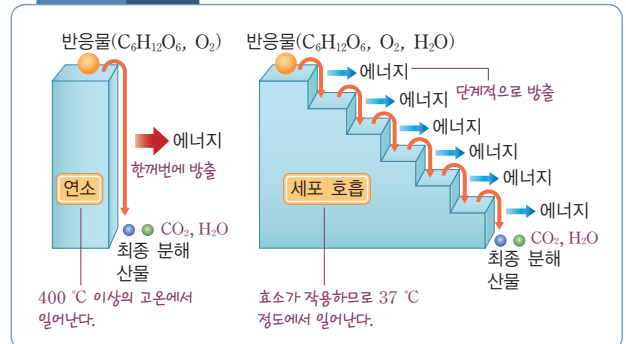 반응물(C₆H₁₂O₆, O₂)
에너지
한꺼번에 방출
연소
CO₂, H₂O
최종 분해
산물
400 ℃ 이상의 고온에서
일어난다.
반응물(C₆H₁₂O₆, O₂, H₂O)
에너지
단계적으로 방출
에너지
에너지
에너지
에너지
에너지
세포 호흡
CO₂, H₂O
최종 분해
산물
효소가 작용하므로 37 ℃
정도에서 일어난다.